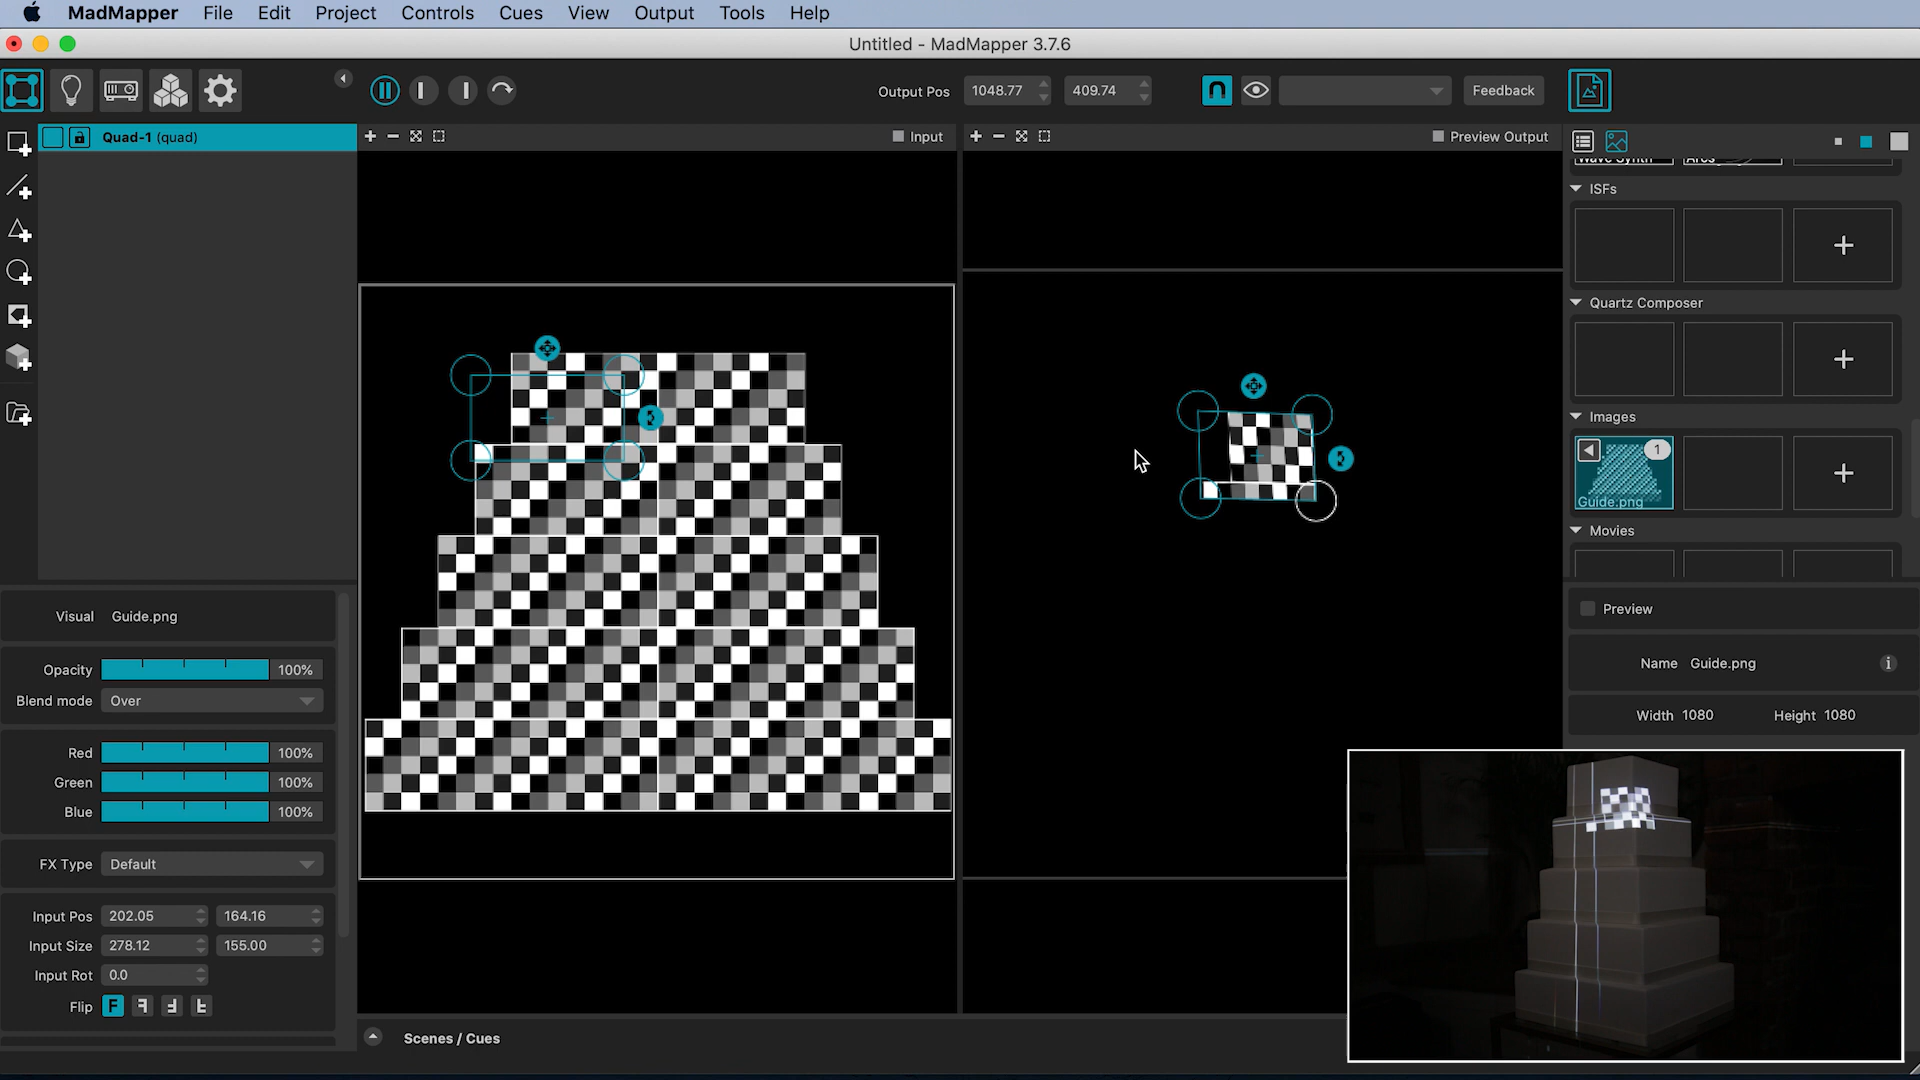 MadMapper File Edit Project Controls Cues View Output Tools Help
Untitled - MadMapper 3.7.6
Output Pos 1048.77 409.74 Feedback
Quad-1 (quad)
Input
Preview Output
Wave Synth Arcs
ISFs
Quartz Composer
Images
1
Guide.png
Movies
Visual Guide.png
Opacity 100%
Blend mode Over
Red 100%
Green 100%
Blue 100%
FX Type Default
Input Pos 202.05 164.16
Input Size 278.12 155.00
Input Rot 0.0
Flip F
Preview
Name Guide.png
Width 1080 Height 1080
Scenes / Cues